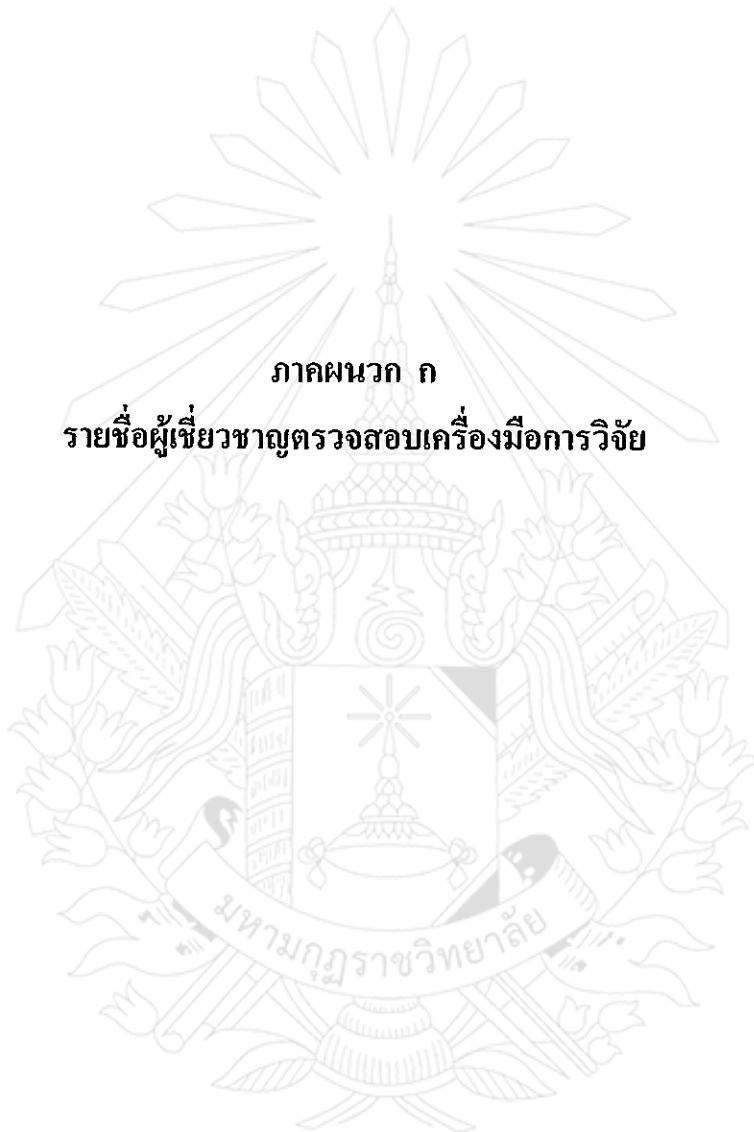 ภาคผนวก ก
รายชื่อผู้เชี่ยวชาญตรวจสอบเครื่องมือการวิจัย
มหามกุฏราชวิทยาลัย